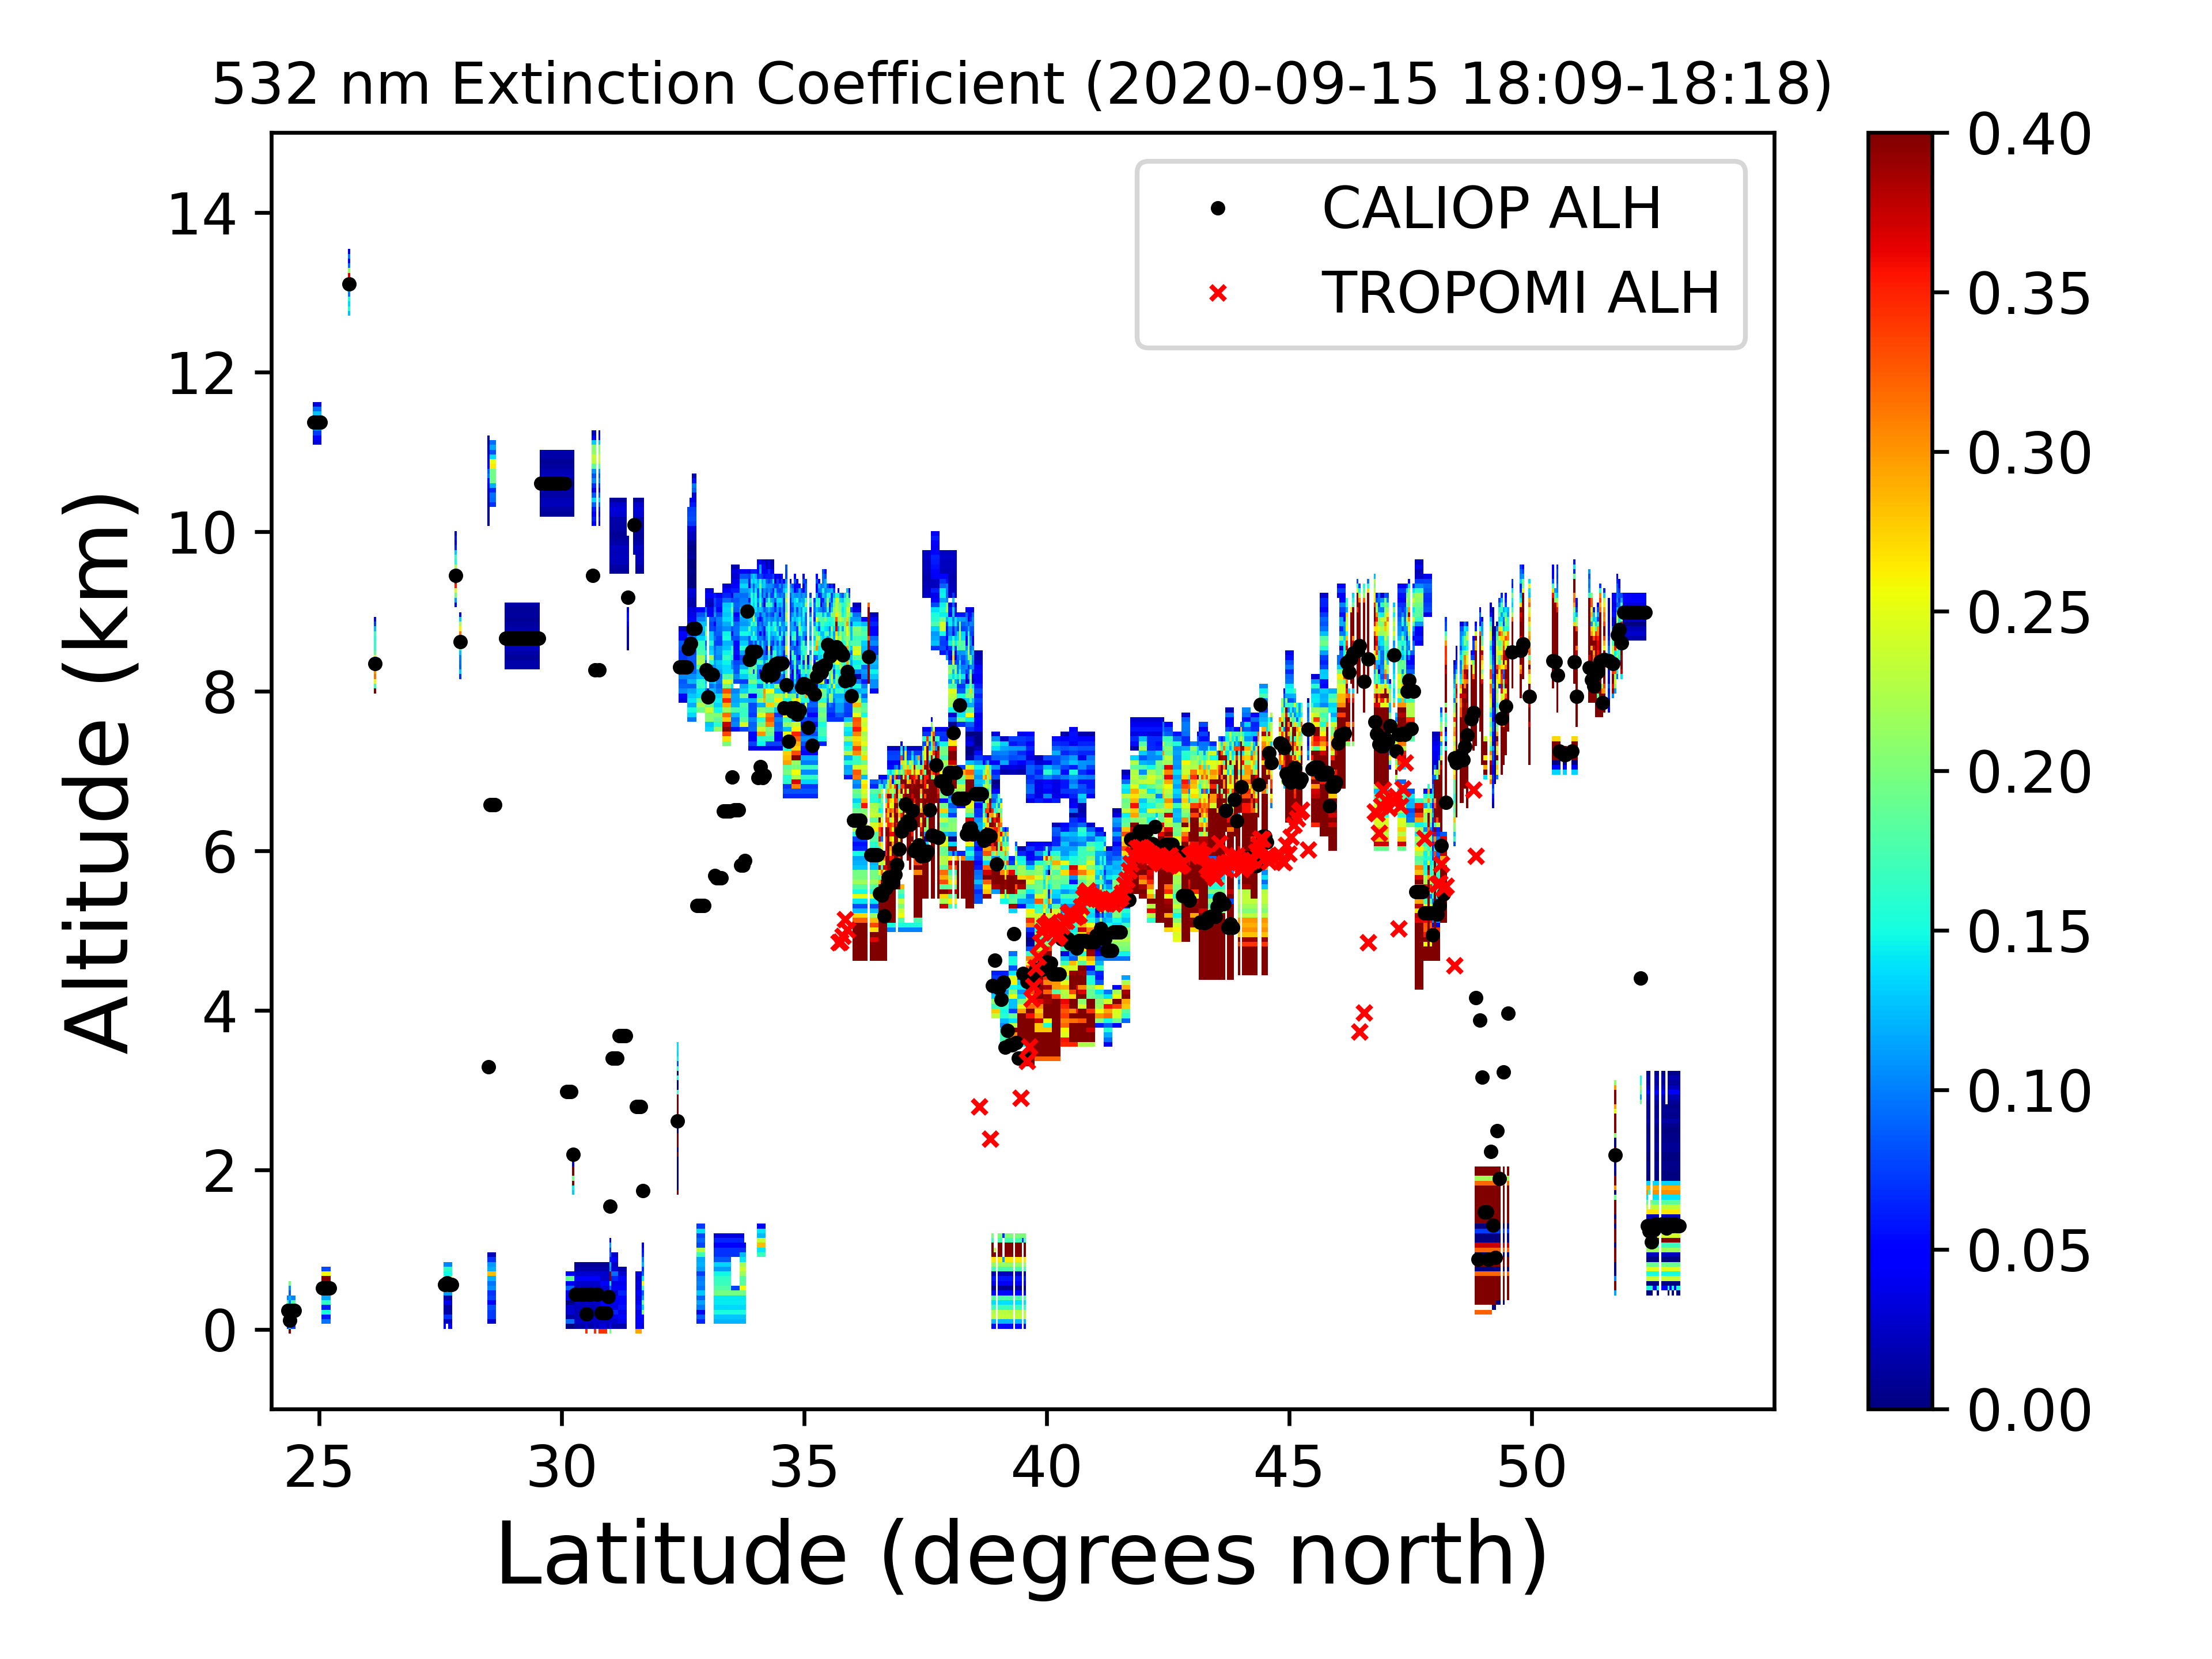 532 nm Extinction Coefficient (2020-09-15 18:09-18:18)
CALIOP ALH
TROPOMI ALH
Altitude (km)
14
12
10
8
6
4
2
0
25 30 35 40 45 50
Latitude (degrees north)
0.40
0.35
0.30
0.25
0.20
0.15
0.10
0.05
0.00